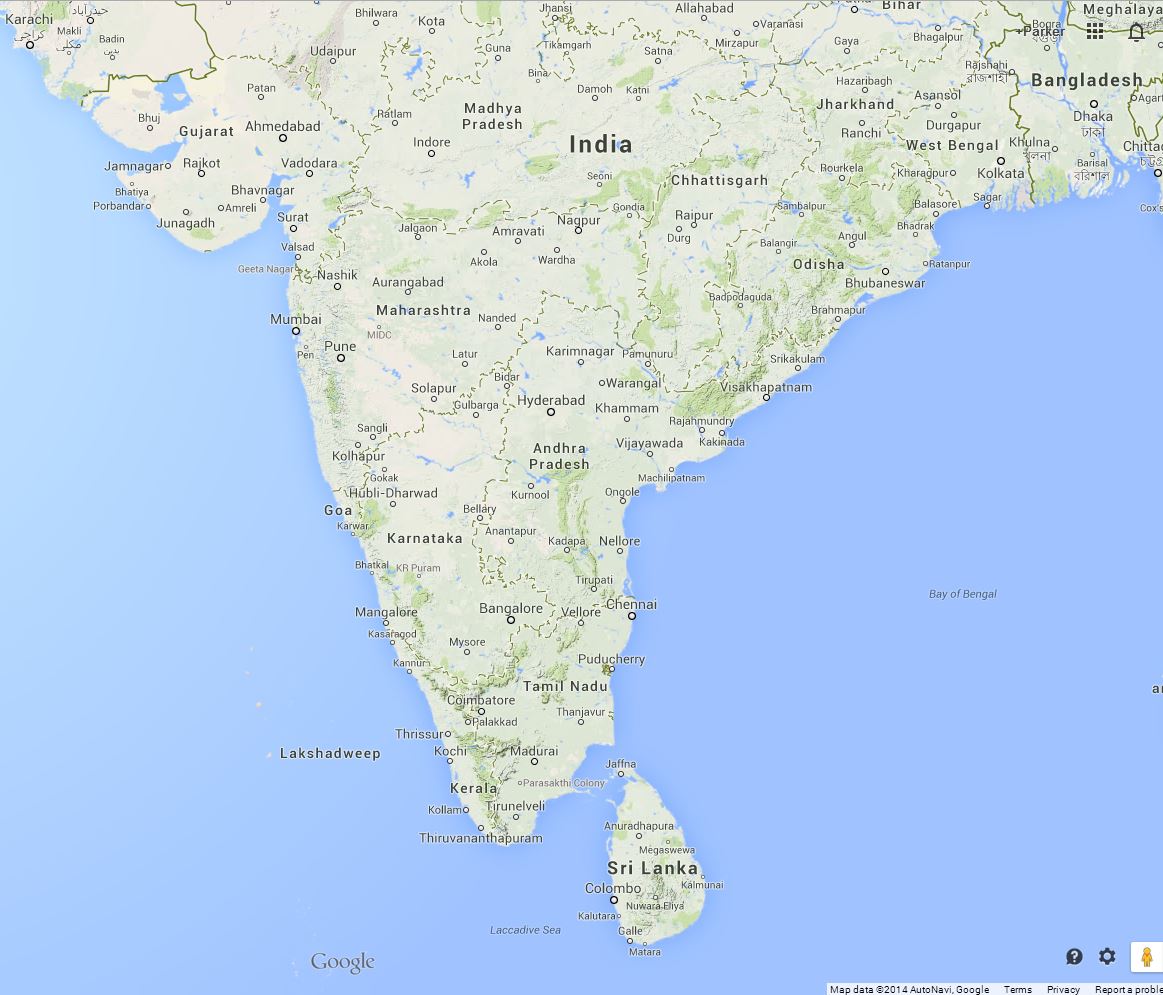 Jhansi
Allahabad
Bihar
Meghalaya
حیدرآباد
Karachi
كراچى
Bhilwara
Kota
Varanasi
Makli
مكلى
Badin
بدین
Udaipur
Guna
Tikamgarh
Satna
Mirzapur
Gaya
Bhagalpur
Bogra
+Parker
বগুড়া
Rajshahi
রাজশাহী
Bina
Damoh
Katni
Hazaribagh
Bangladesh
Patan
Ratlam
Madhya
Pradesh
Jharkhand
Asansol
Agart
Bhuj
Gujarat
Ahmedabad
Indore
India
Ranchi
Durgapur
Dhaka
ঢাকা
West Bengal
Khulna
খুলনা
Chittag
চট্টগ্
Jamnagar
Rajkot
Vadodara
Seoni
Chhattisgarh
Rourkela
Kharagpur
Kolkata
Barisal
বরিশাল
Bhatiya
Bhavnagar
Porbandar
Amreli
Junagadh
Surat
Gondia
Raipur
Sambalpur
Balasore
Sagar
Cox's
Jalgaon
Amravati
Nagpur
Durg
Bhadrak
Valsad
Akola
Wardha
Balangir
Angul
Geeta Nagar
Nashik
Aurangabad
Odisha
Ratanpur
Bhubaneswar
Maharashtra
Badpodaguda
Mumbai
Nanded
Brahmapur
MIDC
Pen
Pune
Latur
Karimnagar
Pamunuru
Srikakulam
Bidar
Solapur
Warangal
Visakhapatnam
Gulbarga
Hyderabad
Khammam
Sangli
Rajahmundry
Kolhapur
Andhra
Pradesh
Vijayawada
Kakinada
Gokak
Machilipatnam
Hubli-Dharwad
Kurnool
Ongole
Goa
Bellary
Karwar
Karnataka
Anantapur
Kadapa
Nellore
Bhatkal
KR Puram
Tirupati
Bay of Bengal
Mangalore
Bangalore
Vellore
Chennai
Kasaragod
Mysore
Kannur
Puducherry
Tamil Nadu
Coimbatore
Palakkad
Thanjavur
Thrissur
Lakshadweep
Kochi
Madurai
Jaffna
Parasakthi Colony
Kerala
Kollam
Tirunelveli
Thiruvananthapuram
Anuradhapura
Megaswewa
Sri Lanka
Colombo
Kalmunai
Nuwara Eliya
Kalutara
Laccadive Sea
Galle
Matara
Google
Map data ©2014 AutoNavi, Google Terms Privacy Report a proble